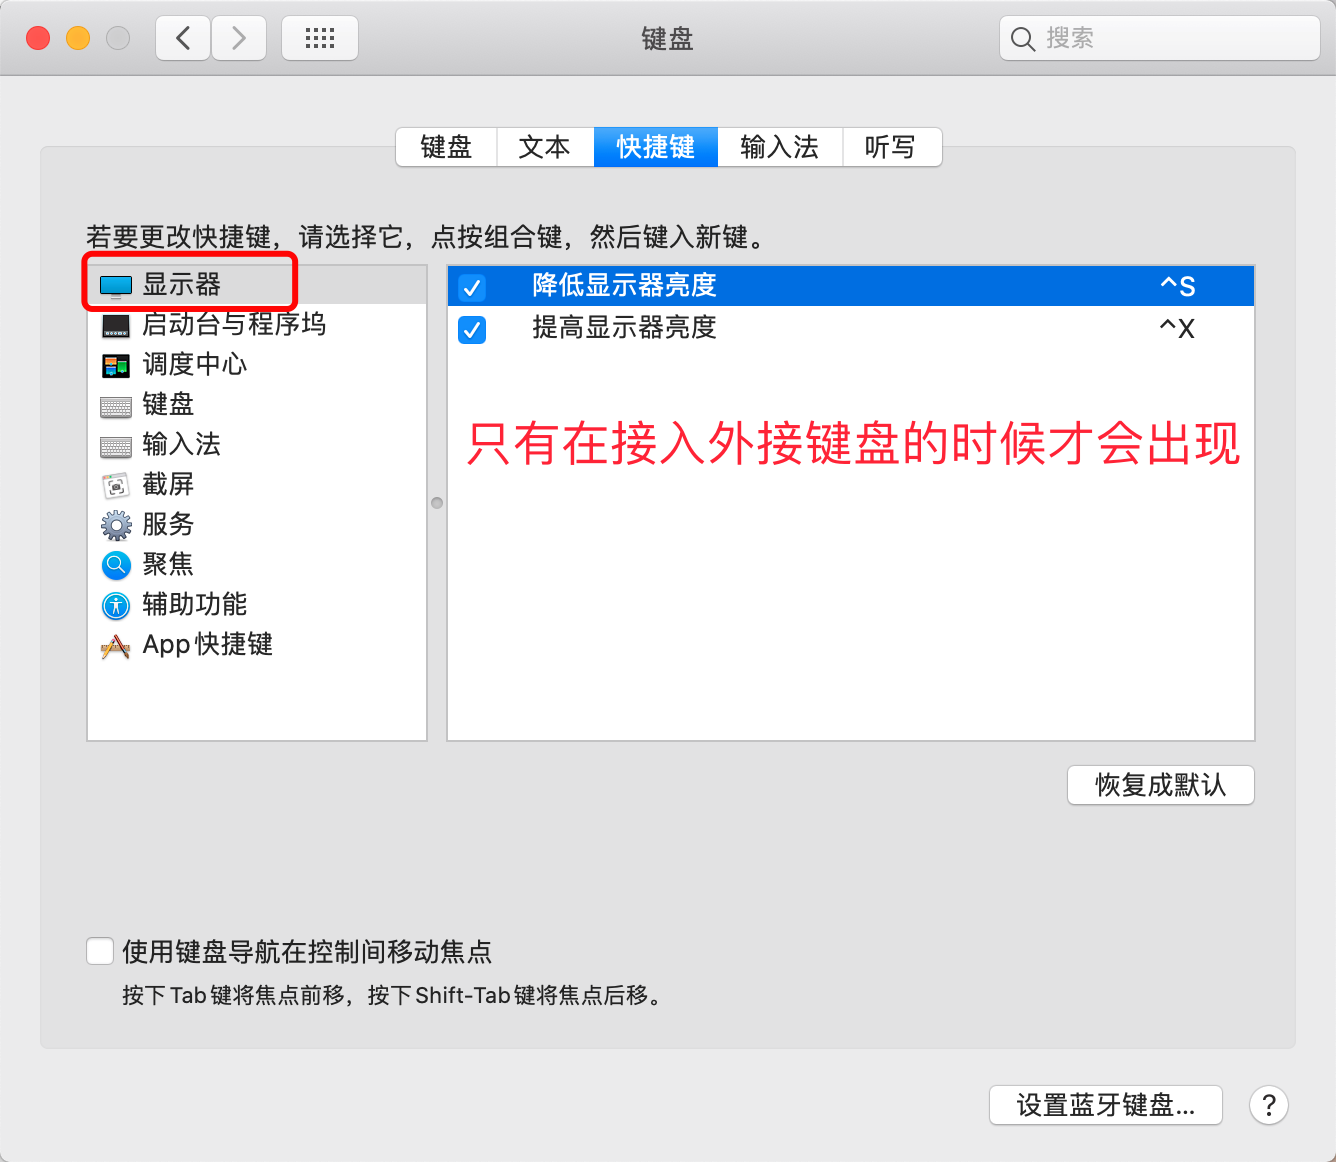 键盘
搜索
键盘
文本
快捷键
输入法
听写
若要更改快捷键，请选择它，点按组合键，然后键入新键。
显示器
启动台与程序坞
调度中心
键盘
输入法
截屏
服务
聚焦
辅助功能
App 快捷键
降低显示器亮度 ^S
提高显示器亮度 ^X
只有在接入外接键盘的时候才会出现
恢复成默认
使用键盘导航在控制间移动焦点
按下 Tab 键将焦点前移，按下 Shift-Tab 键将焦点后移。
设置蓝牙键盘...
?